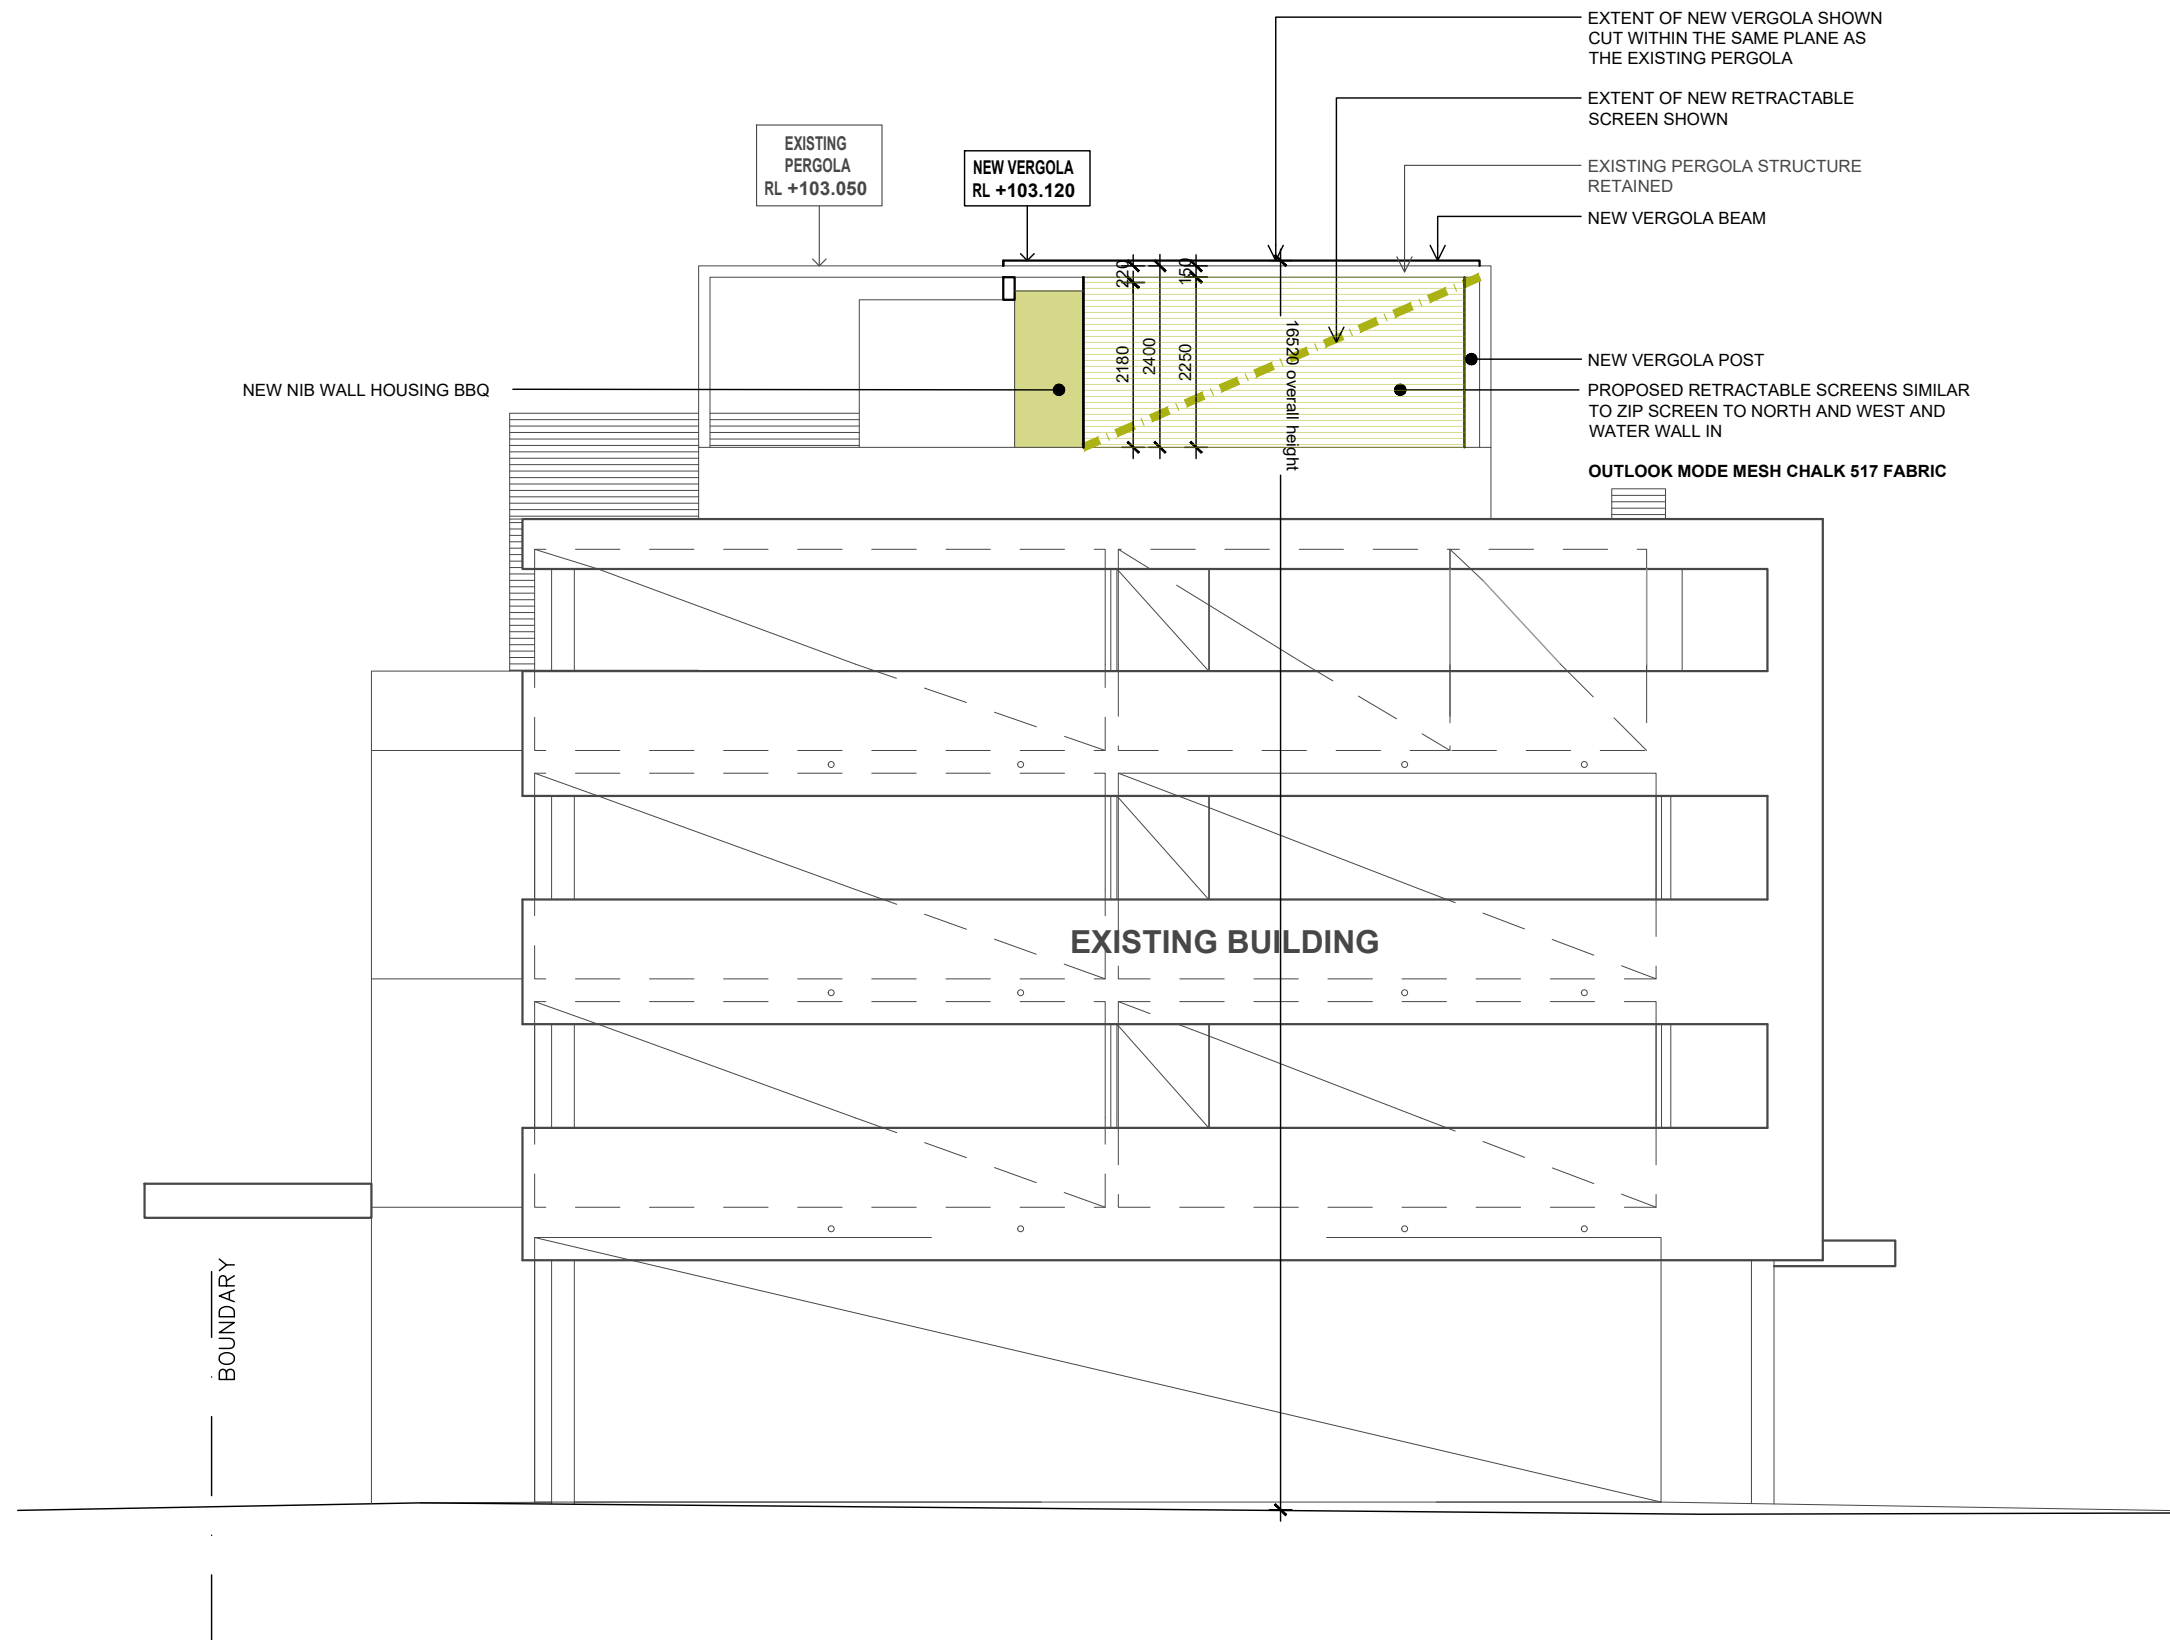 EXTENT OF NEW VERGOLA SHOWN
CUT WITHIN THE SAME PLANE AS
THE EXISTING PERGOLA
EXTENT OF NEW RETRACTABLE
SCREEN SHOWN
EXISTING
PERGOLA
RL +103.050
NEW VERGOLA
RL +103.120
EXISTING PERGOLA STRUCTURE
RETAINED
NEW VERGOLA BEAM
220
150
2180
2400
2250
16520 overall height
NEW VERGOLA POST
NEW NIB WALL HOUSING BBQ
PROPOSED RETRACTABLE SCREENS SIMILAR
TO ZIP SCREEN TO NORTH AND WEST AND
WATER WALL IN
OUTLOOK MODE MESH CHALK 517 FABRIC
EXISTING BUILDING
BOUNDARY